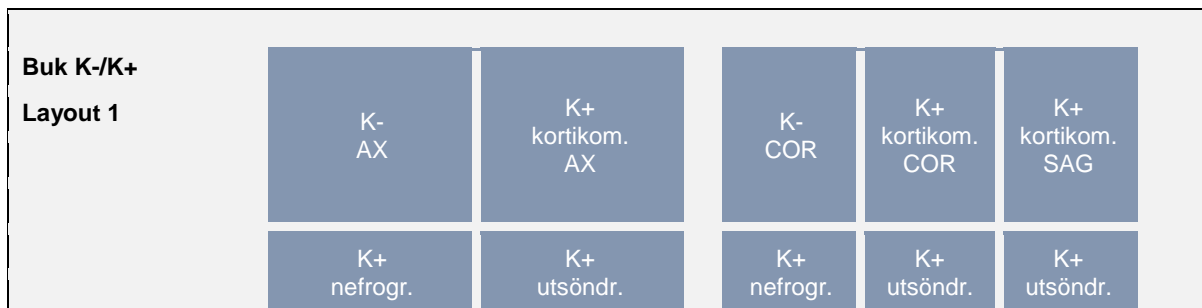 Buk K-/K+
Layout 1
K-
AX
K+
kortikom.
AX
K-
COR
K+
kortikom.
COR
K+
kortikom.
SAG
K+
nefrogr.
K+
utsöndr.
K+
nefrogr.
K+
utsöndr.
K+
utsöndr.